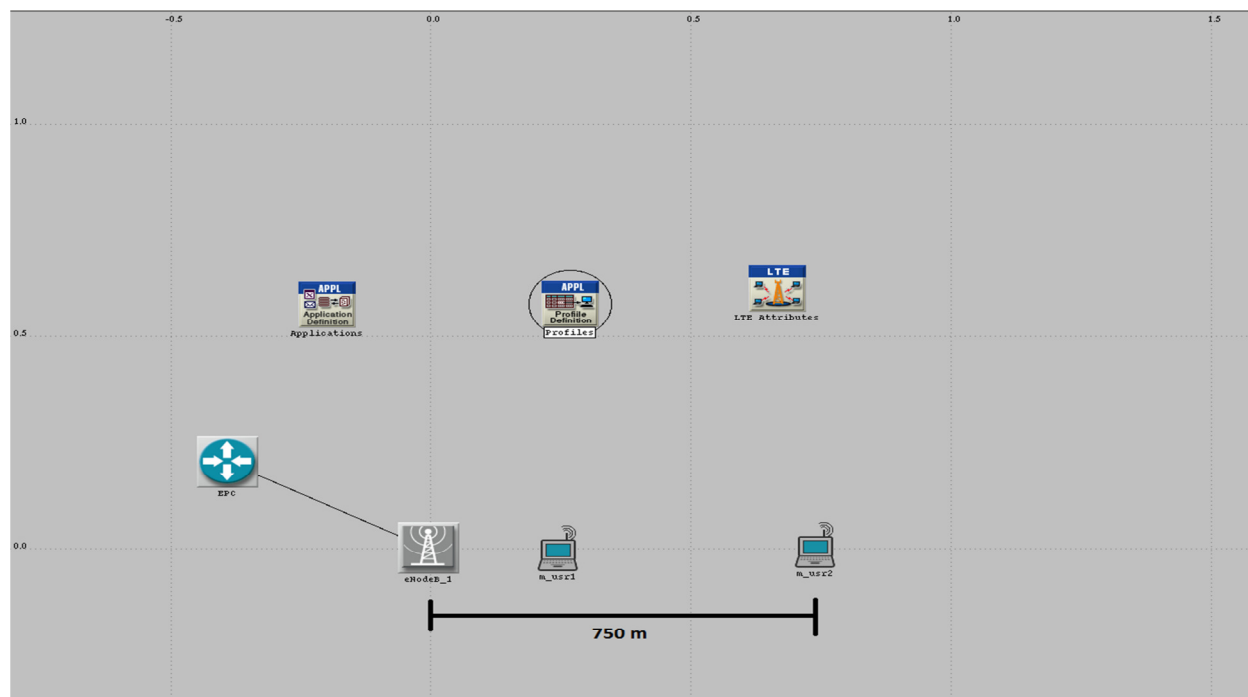 -0.5
0.0
0.5
1.0
1.5
1.0
LTE
APPL
APPL
Application
Definition
Profile
Definition
LTE Attributes
Applications
Profiles
0.5
EPC
0.0
eNodeB_1
m_usr1
m_usr2
750 m